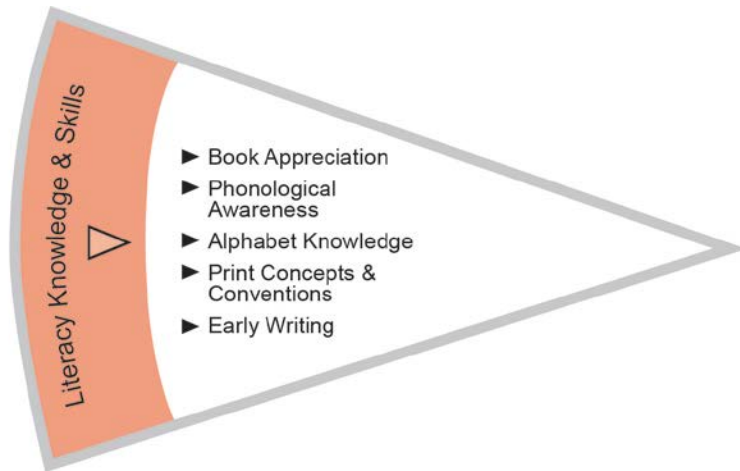 Literacy Knowledge & Skills
► Book Appreciation
► Phonological
Awareness
► Alphabet Knowledge
► Print Concepts &
Conventions
► Early Writing